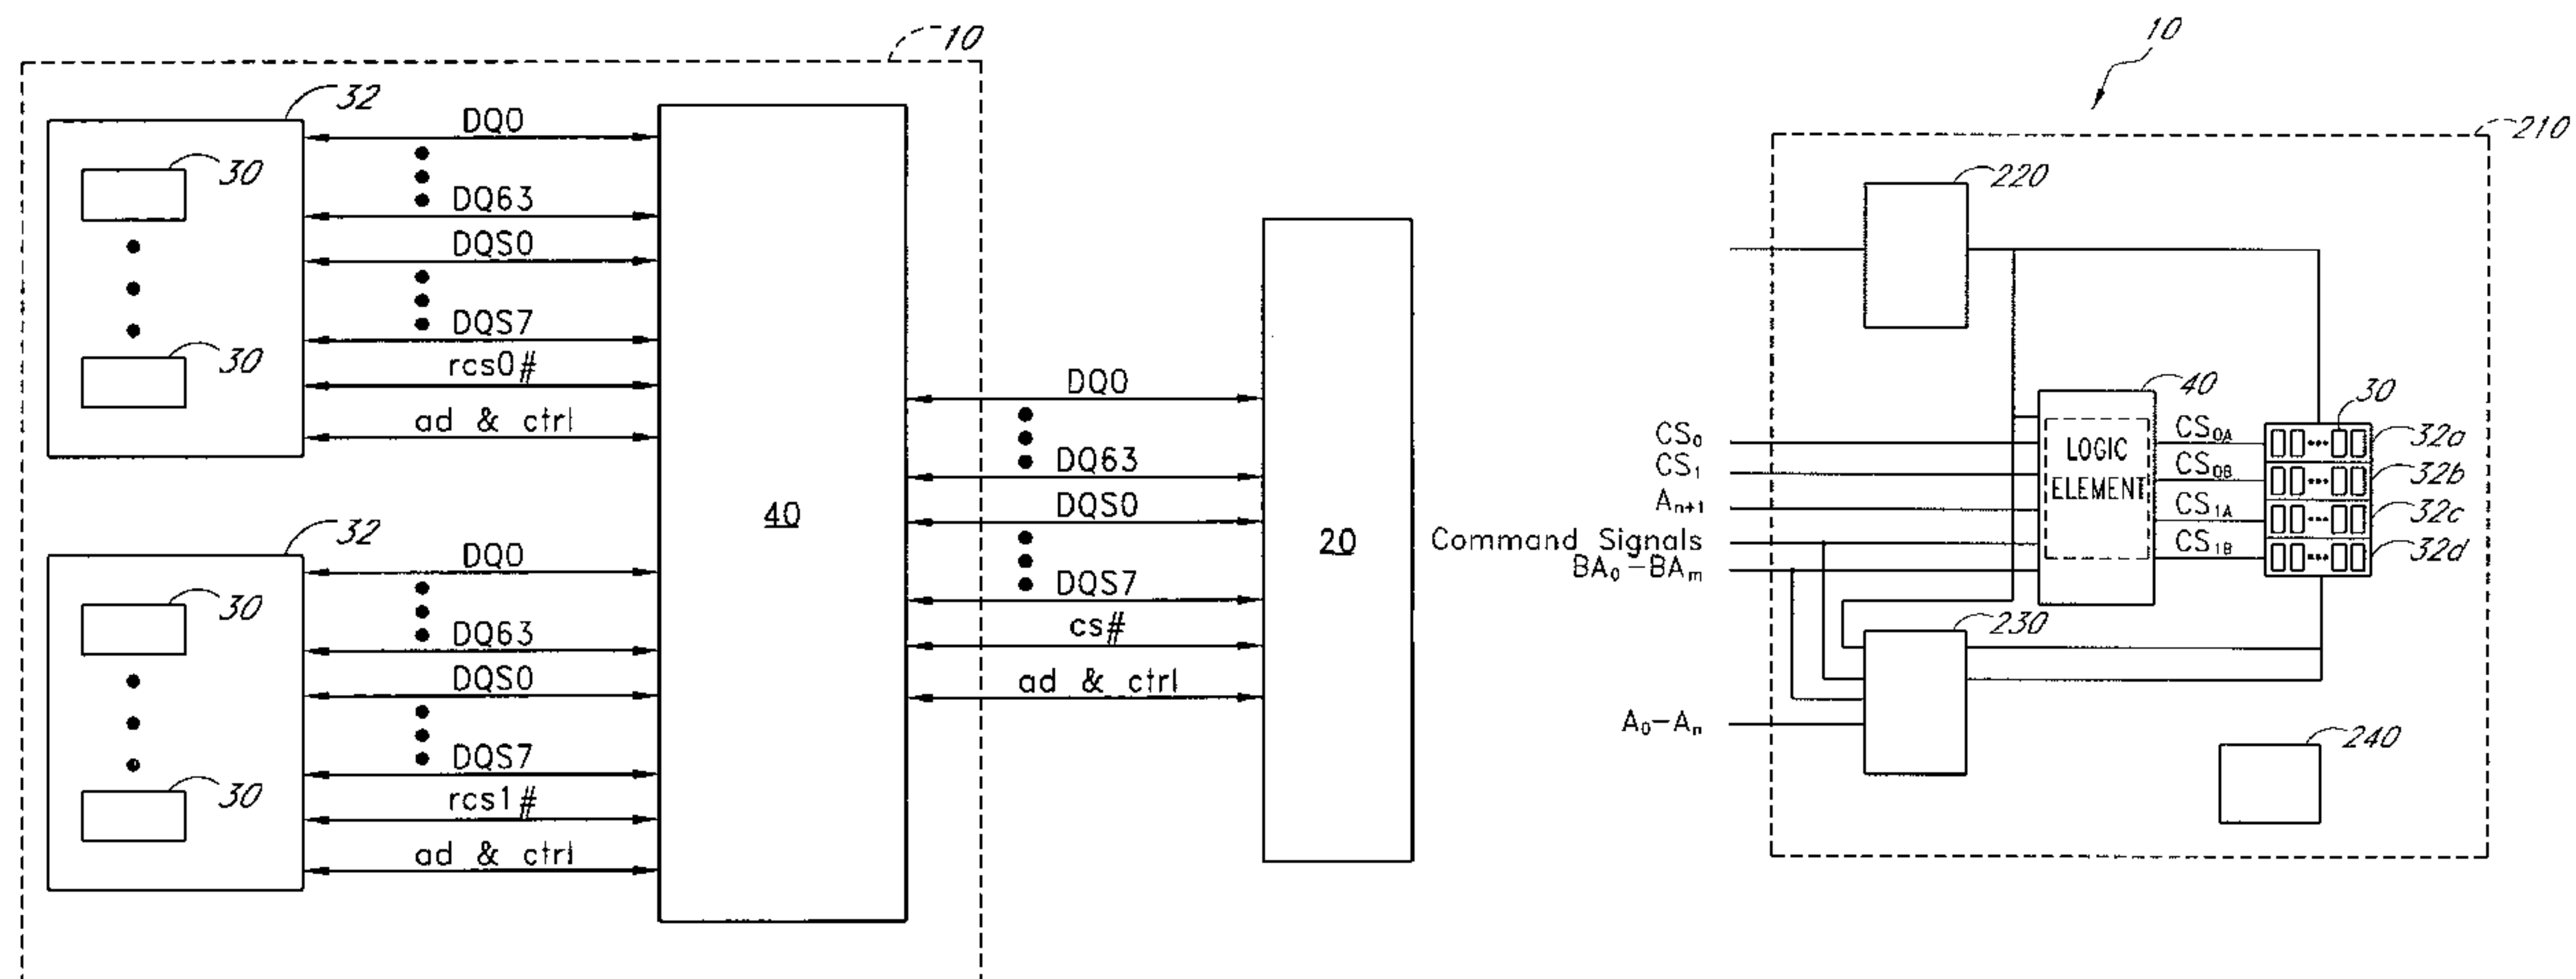 10
32
DQ0
30
DQ63
DQS0
DQS7
30
rcs0#
ad & ctrl
32
DQ0
30
DQ63
DQS0
DQS7
30
rcs1#
ad & ctrl
40
DQ0
DQ63
DQS0
DQS7
cs#
ad & ctrl
20
10
210
220
40
30
CS₀
CS₁
Aₙ₊₁
Command Signals
BA₀-BAₘ
LOGIC
ELEMENT
CS₀A
CS₀B
CS₁A
CS₁B
32a
32b
32c
32d
230
A₀-Aₙ
240